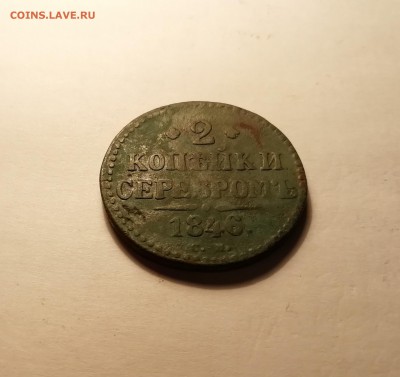 COINS.LAVE.RU
* 2 *
КОПѢЙКИ
СЕРЕБРОМЪ
1846.
С. М.